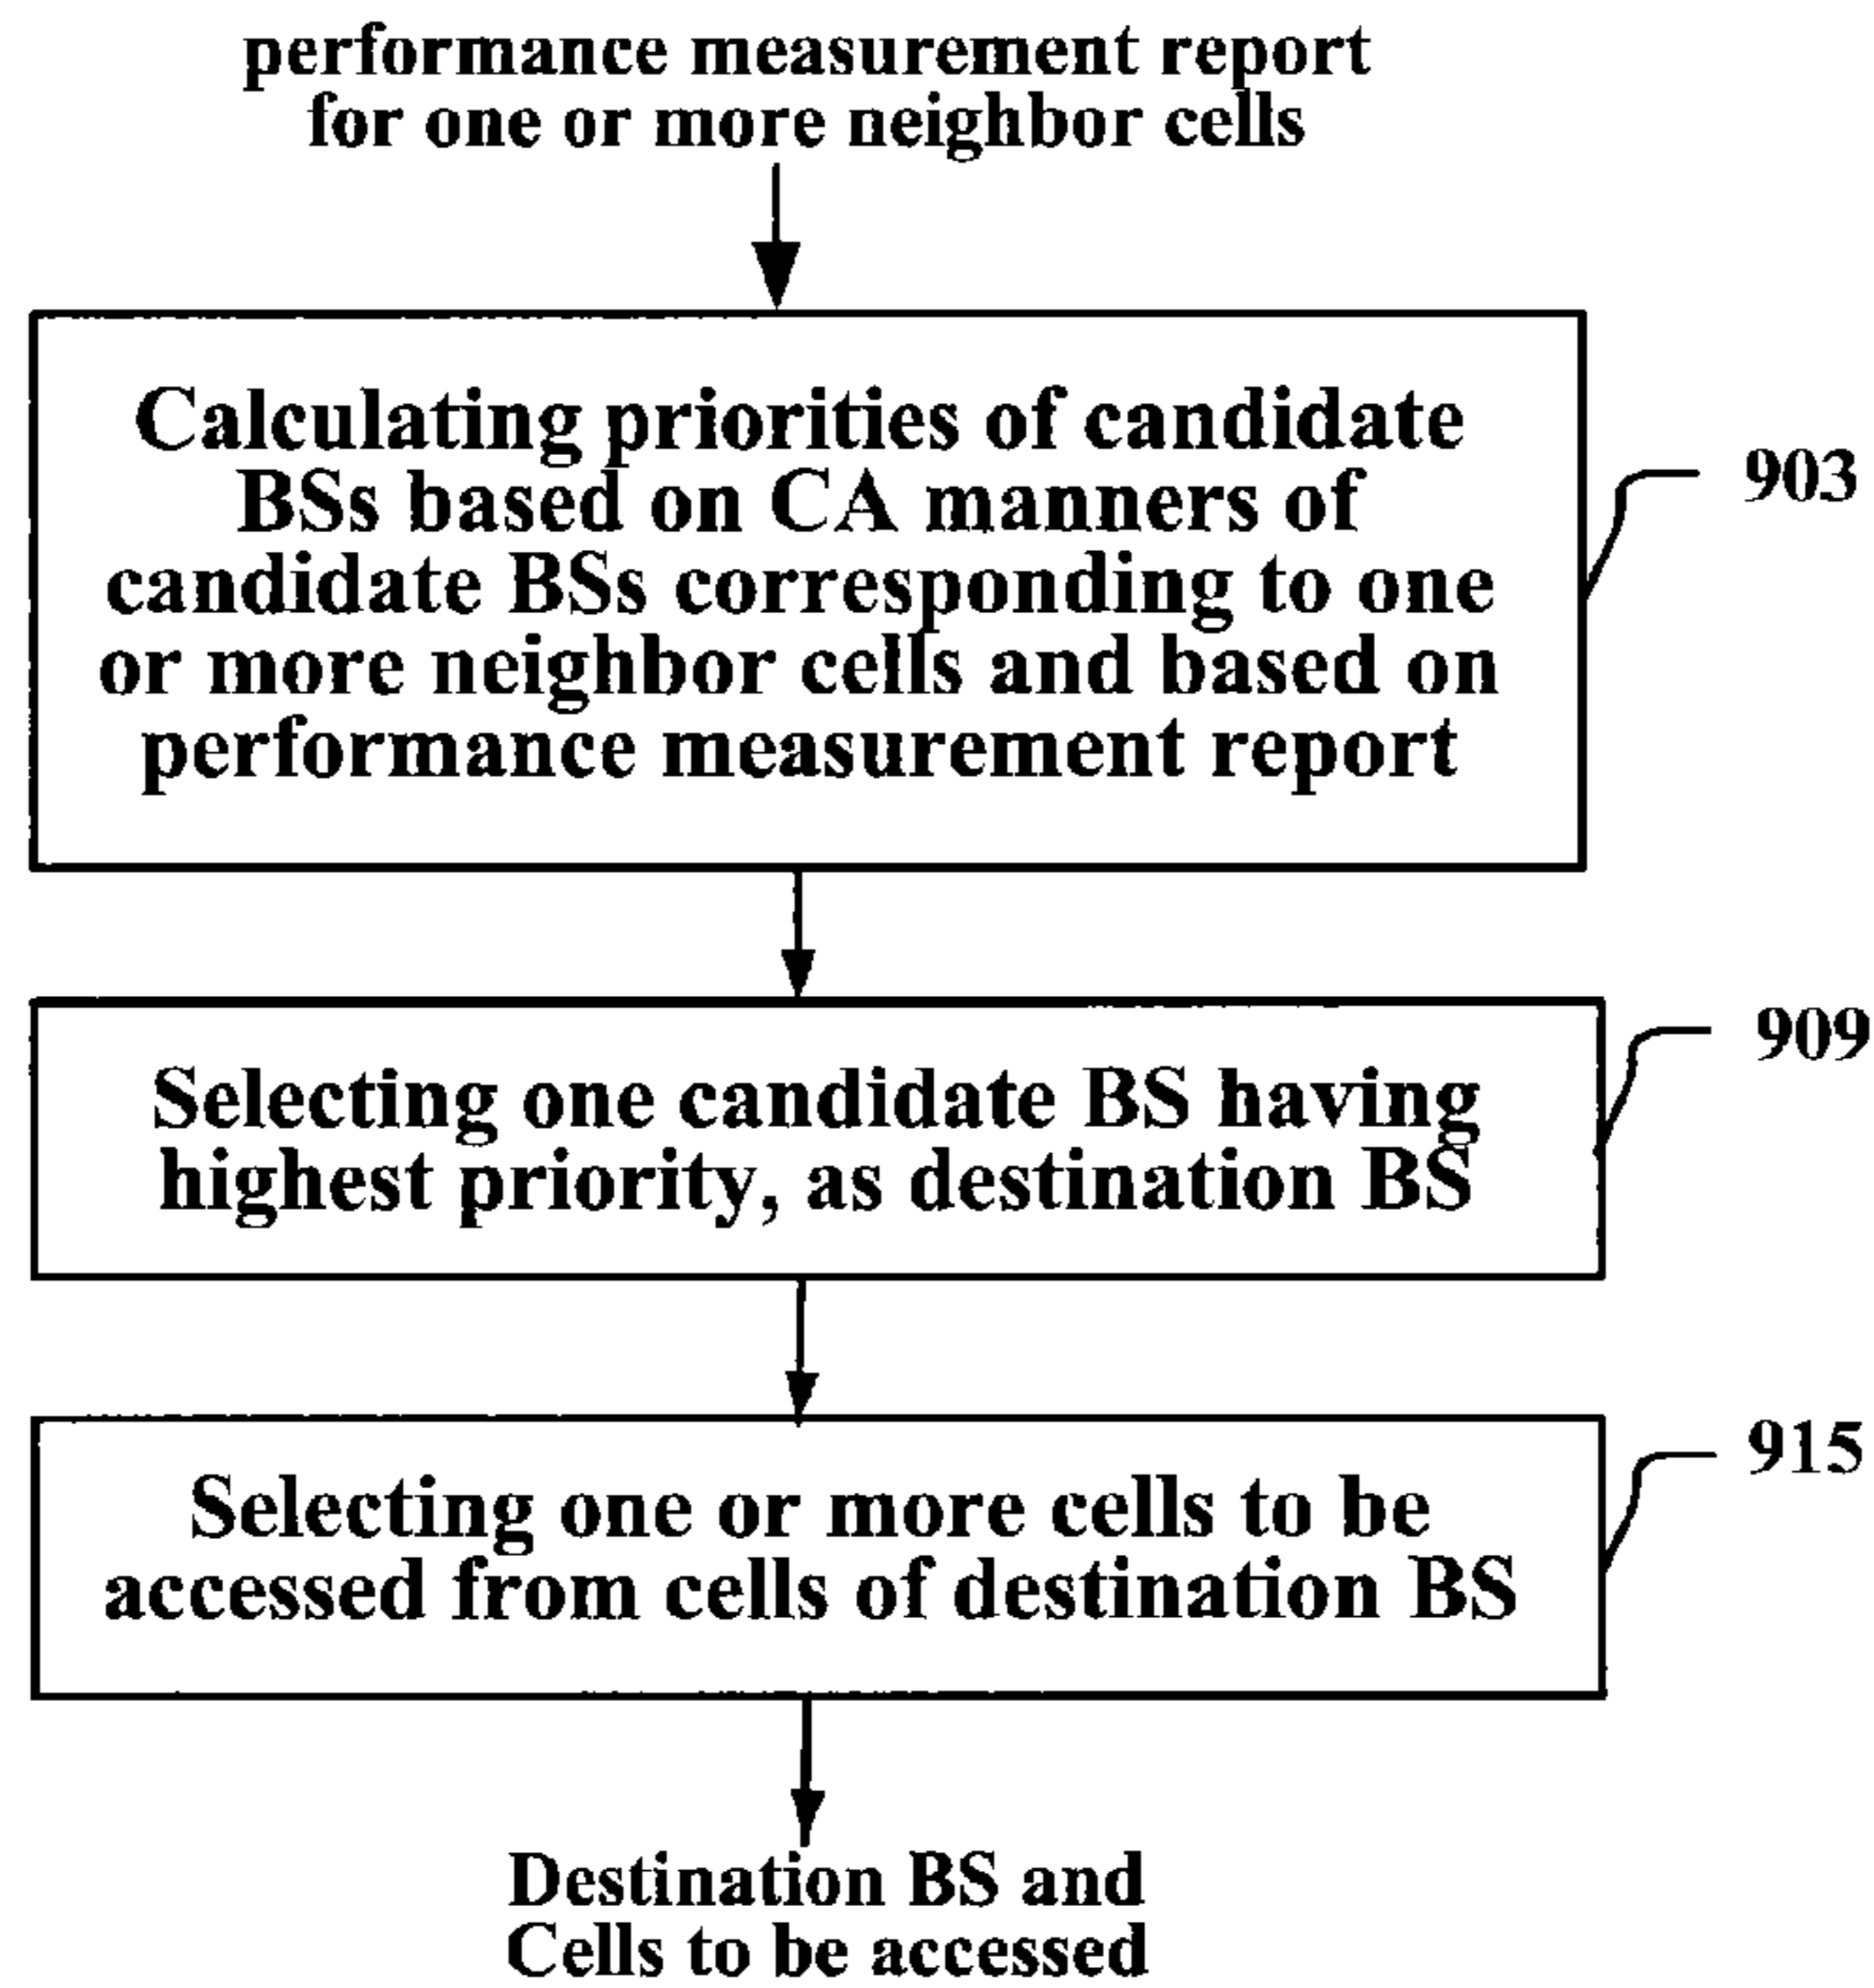 performance measurement report
for one or more neighbor cells
Calculating priorities of candidate
BSs based on CA manners of
candidate BSs corresponding to one
or more neighbor cells and based on
performance measurement report
903
Selecting one candidate BS having
highest priority, as destination BS
909
Selecting one or more cells to be
accessed from cells of destination BS
915
Destination BS and
Cells to be accessed